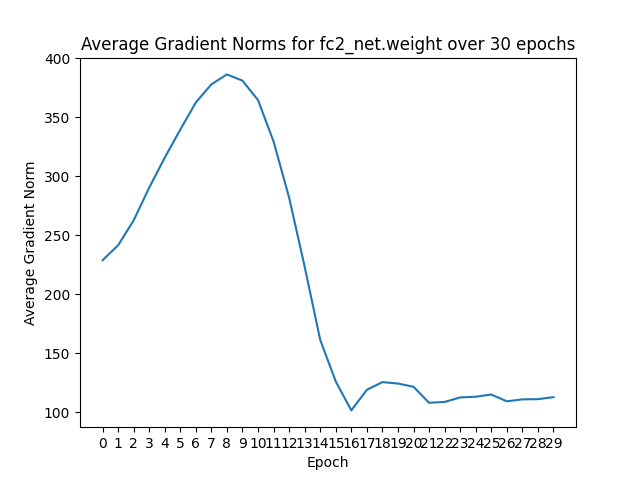 Average Gradient Norms for fc2_net.weight over 30 epochs
400
350
300
250
200
150
100
Average Gradient Norm
0 1 2 3 4 5 6 7 8 9 10 11 12 13 14 15 16 17 18 19 20 21 22 23 24 25 26 27 28 29
Epoch